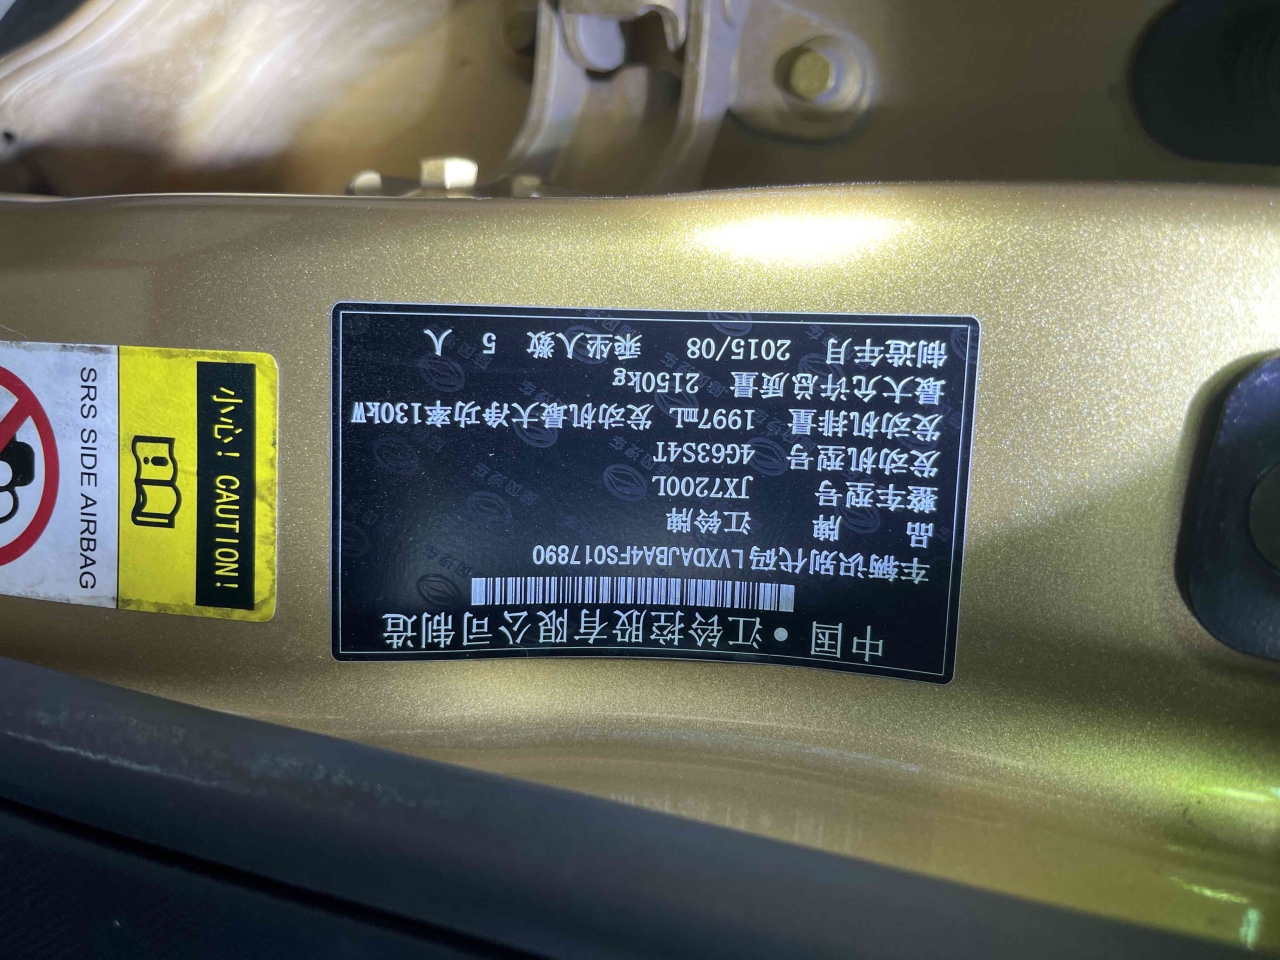 中国•江铃控股有限公司制造
车辆识别代码 LVXDAJBA4FS017890
品牌 江铃牌
整车型号 JX7200L
发动机型号 4G63S4T
发动机排量 1997mL 发动机最大净功率130kW
最大允许总质量 2150kg
制造年月 2015/08 乘坐人数 5 人
小心! CAUTION!
SRS SIDE AIRBAG